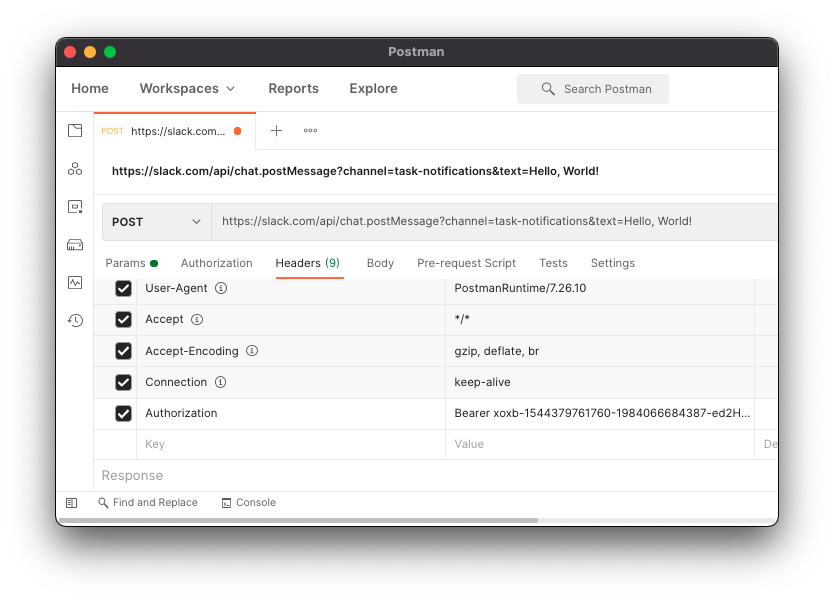 Postman
Home Workspaces Reports Explore Search Postman
POST https://slack.com...
https://slack.com/api/chat.postMessage?channel=task-notifications&text=Hello, World!
POST https://slack.com/api/chat.postMessage?channel=task-notifications&text=Hello, World!
Params Authorization Headers (9) Body Pre-request Script Tests Settings
User-Agent PostmanRuntime/7.26.10
Accept */*
Accept-Encoding gzip, deflate, br
Connection keep-alive
Authorization Bearer xoxb-1544379761760-1984066684387-ed2H...
Key Value De
Response
Find and Replace Console